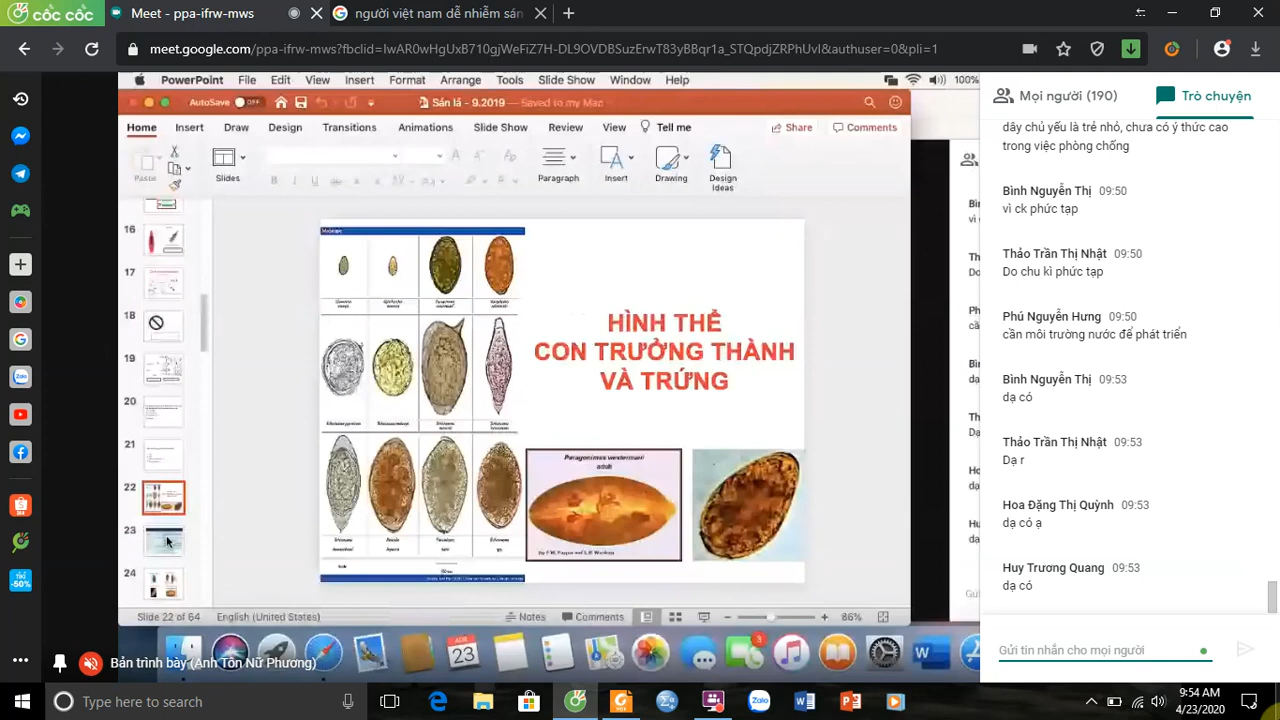 cốc cốc
Meet - ppa-ifrw-mws
người việt nam dễ nhiễm sán
meet.google.com/ppa-ifrw-mws?fbclid=IwAR0wHgUxBr710gjWeFiZ7H-DL9OVDBSuzErwT83yBBqr1a_STQpdjZRPhUvI&authuser=0&pli=1
PowerPoint File Edit View Insert Format Arrange Tools Slide Show Window Help
100%
AutoSave OFF
Sán lá - 9.2019 — Saved to my Mac
Home Insert Draw Design Transitions Animations Slide Show Review View Tell me
Share Comments
Paste
Slides
Paragraph
Insert
Drawing
Design
Ideas
16
17
18
19
20
21
22
23
24
HÌNH THỂ
CON TRƯỞNG THÀNH
VÀ TRỨNG
Paragonimus westermani
adult
Slide 22 of 64 English (United States)
Notes Comments 86%
ADR
23
3
Bản trình bày (Anh Tôn Nữ Phương)
Mọi người (190)
Trò chuyện
dây chủ yếu là trẻ nhỏ, chưa có ý thức cao
trong việc phòng chống
Bình Nguyễn Thị 09:50
vì ck phức tạp
Thảo Trần Thị Nhật 09:50
Do chu kì phức tạp
Phú Nguyễn Hưng 09:50
cần môi trường nước để phát triển
Bình Nguyễn Thị 09:53
dạ có
Thảo Trần Thị Nhật 09:53
Dạ r
Hoa Đặng Thị Quỳnh 09:53
dạ có ạ
Huy Trương Quang 09:53
dạ có
Gửi tin nhắn cho mọi người
Type here to search
Zalo
9:54 AM
4/23/2020